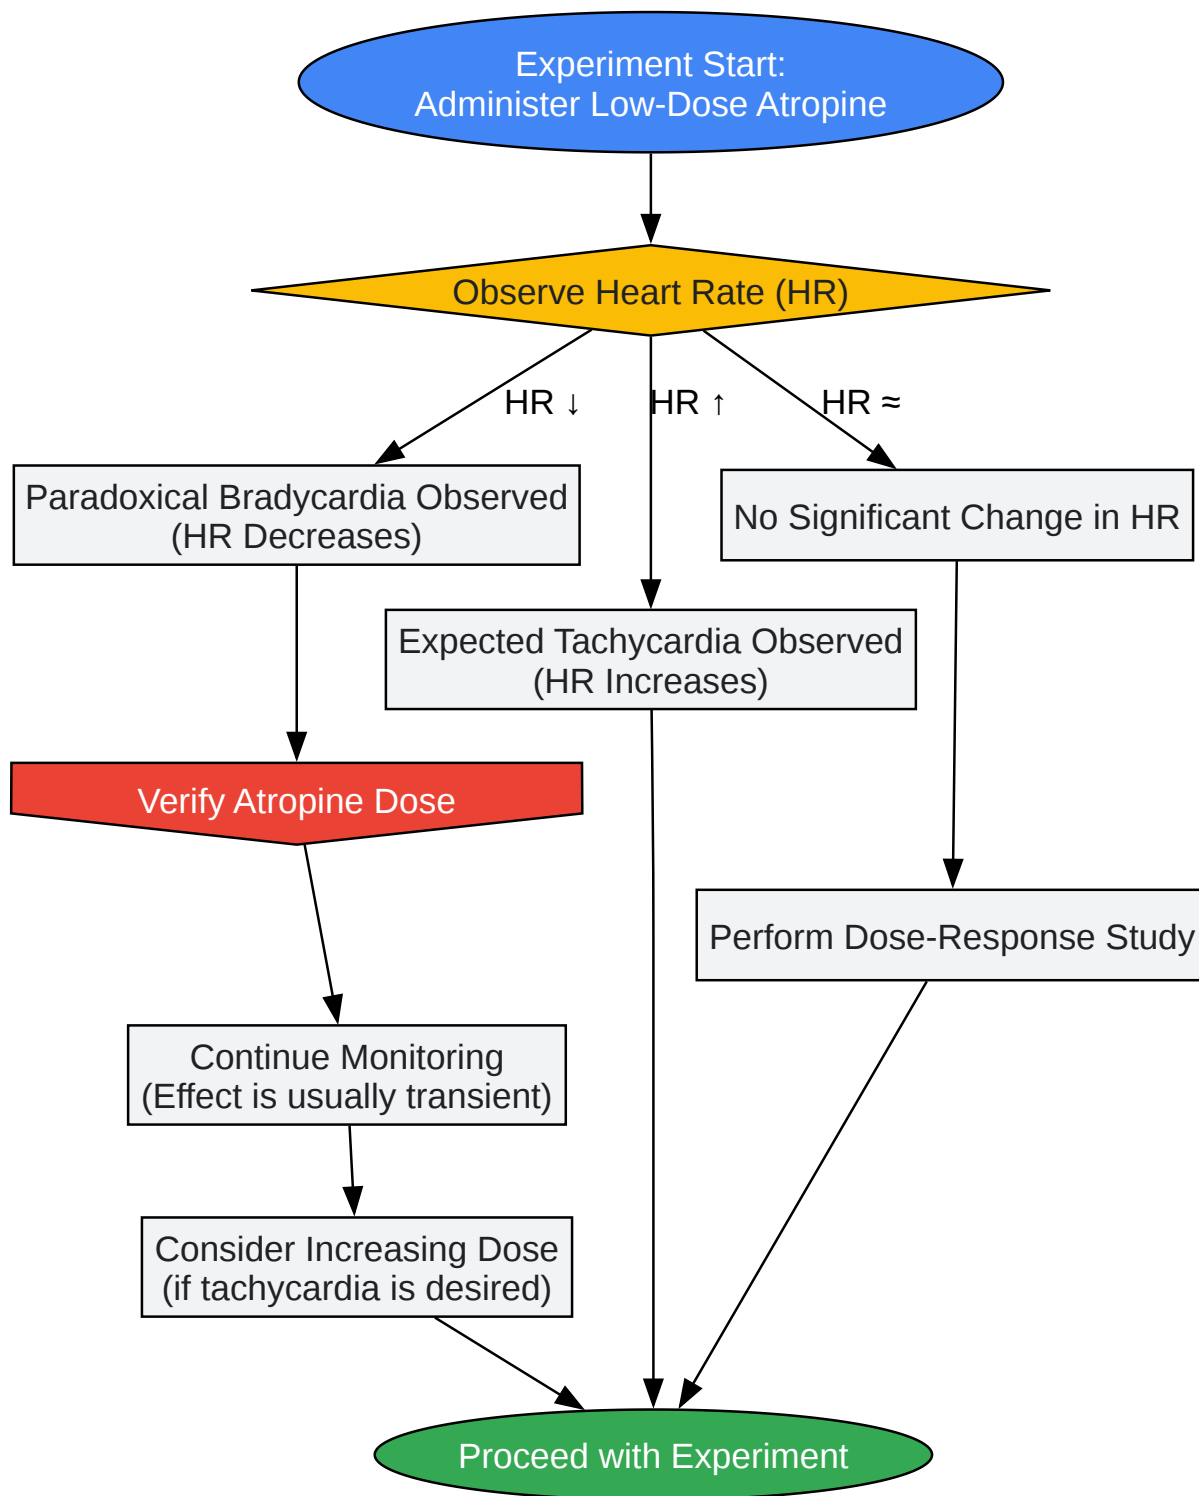 Experiment Start:
Administer Low-Dose Atropine
Observe Heart Rate (HR)
HR ↓
HR ↑
HR ≈
Paradoxical Bradycardia Observed
(HR Decreases)
No Significant Change in HR
Expected Tachycardia Observed
(HR Increases)
Verify Atropine Dose
Perform Dose-Response Study
Continue Monitoring
(Effect is usually transient)
Consider Increasing Dose
(if tachycardia is desired)
Proceed with Experiment